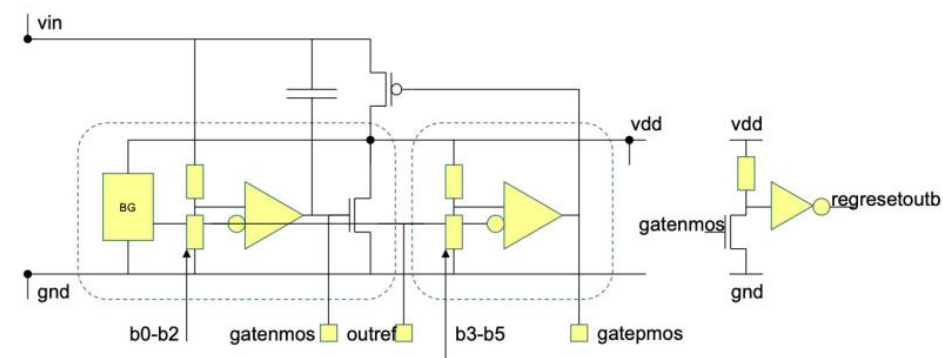 vin
vdd
vdd
BG
regresetoutb
gatenmos
gnd
gnd
b0-b2
gatenmos
outref
b3-b5
gatepmos